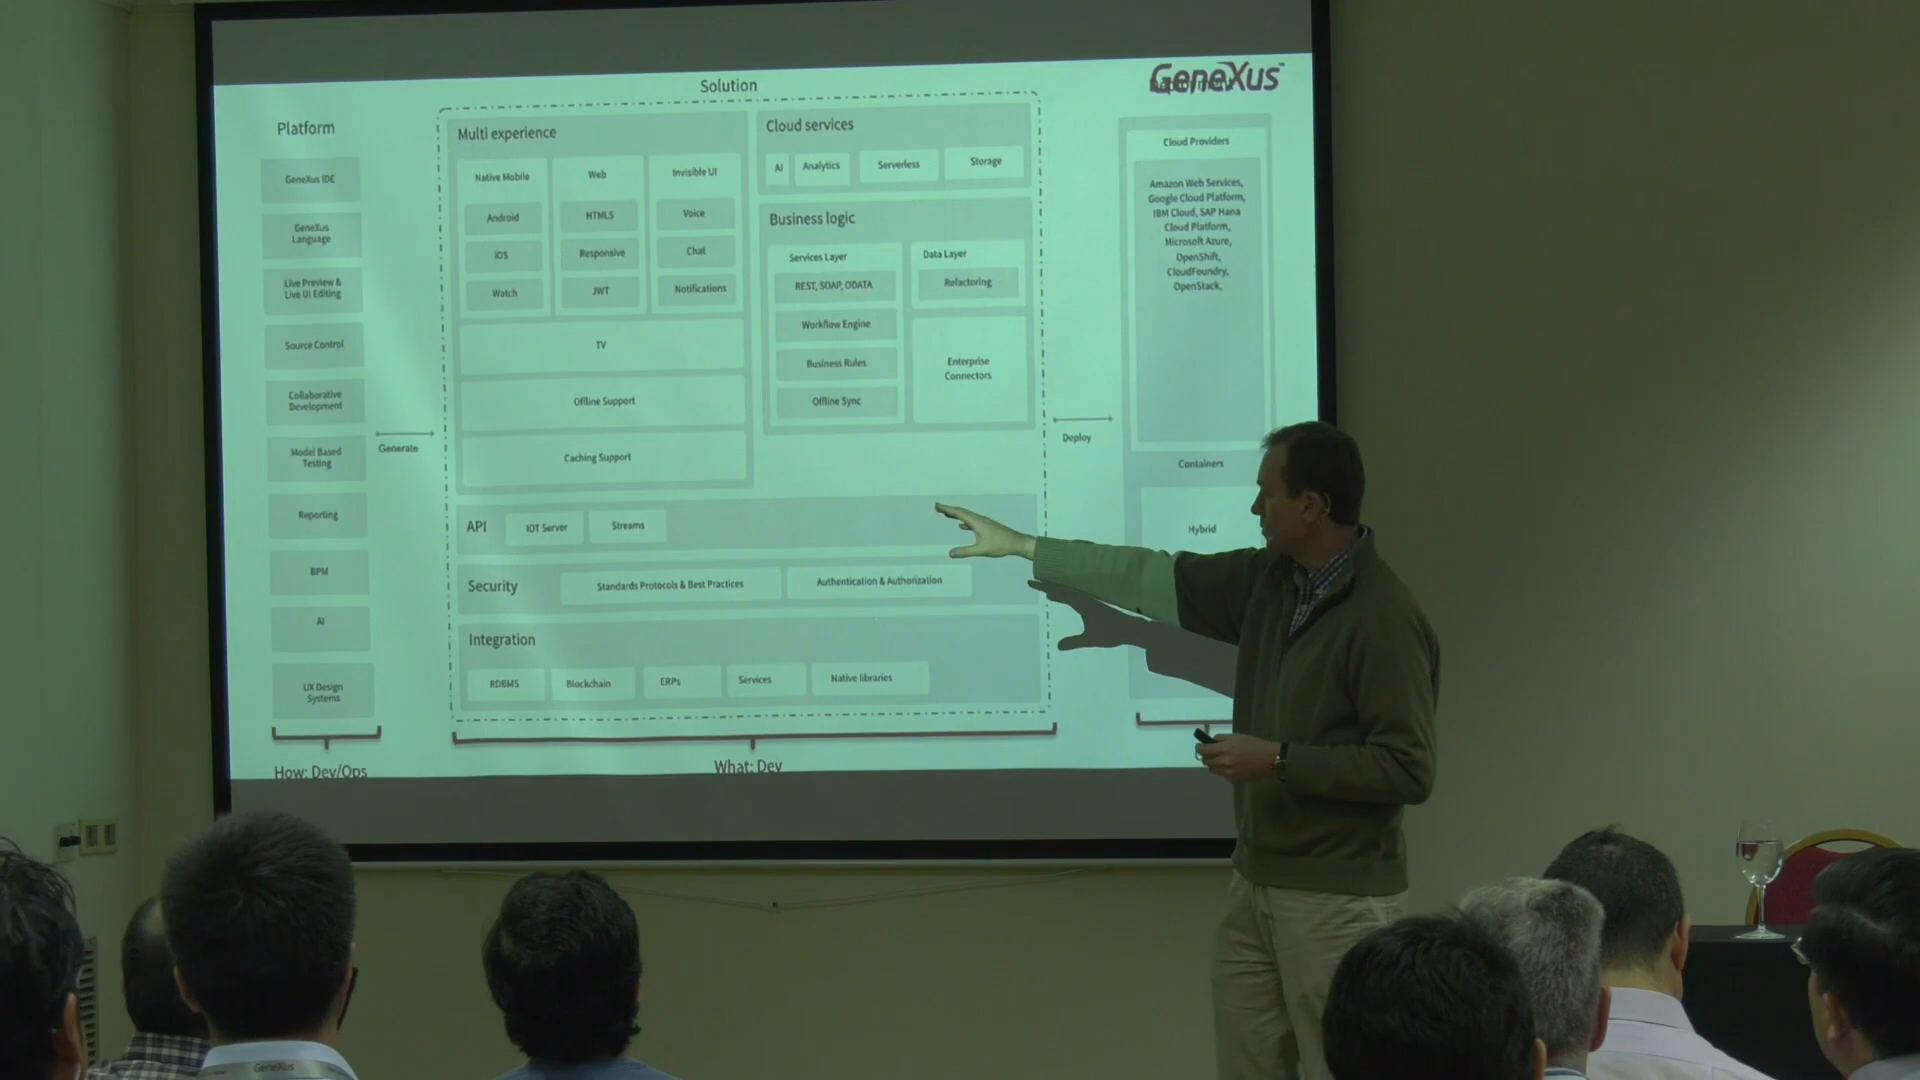 Solution
GeneXus
Platform
GeneXus IDE
GeneXus
Language
Live Preview &
Live UI Editing
Source Control
Collaborative
Development
Model Based
Testing
Reporting
BPM
AI
UX Design
Systems
How: Dev/Ops
Generate
Multi experience
Native Mobile
Android
iOS
Watch
Web
HTML5
Responsive
JWT
Invisible UI
Voice
Chat
Notifications
TV
Offline Support
Caching Support
Cloud services
AI
Analytics
Serverless
Storage
Business logic
Services Layer
REST, SOAP, ODATA
Workflow Engine
Business Rules
Offline Sync
Data Layer
Refactoring
Enterprise
Connectors
API
IOT Server
Streams
Security
Standards Protocols & Best Practices
Authentication & Authorization
Integration
RDBMS
Blockchain
ERPs
Services
Native libraries
What: Dev
Deploy
Cloud Providers
Amazon Web Services,
Google Cloud Platform,
IBM Cloud, SAP Hana
Cloud Platform,
Microsoft Azure,
OpenShift,
CloudFoundry,
OpenStack,
Containers
Hybrid
GeneXus